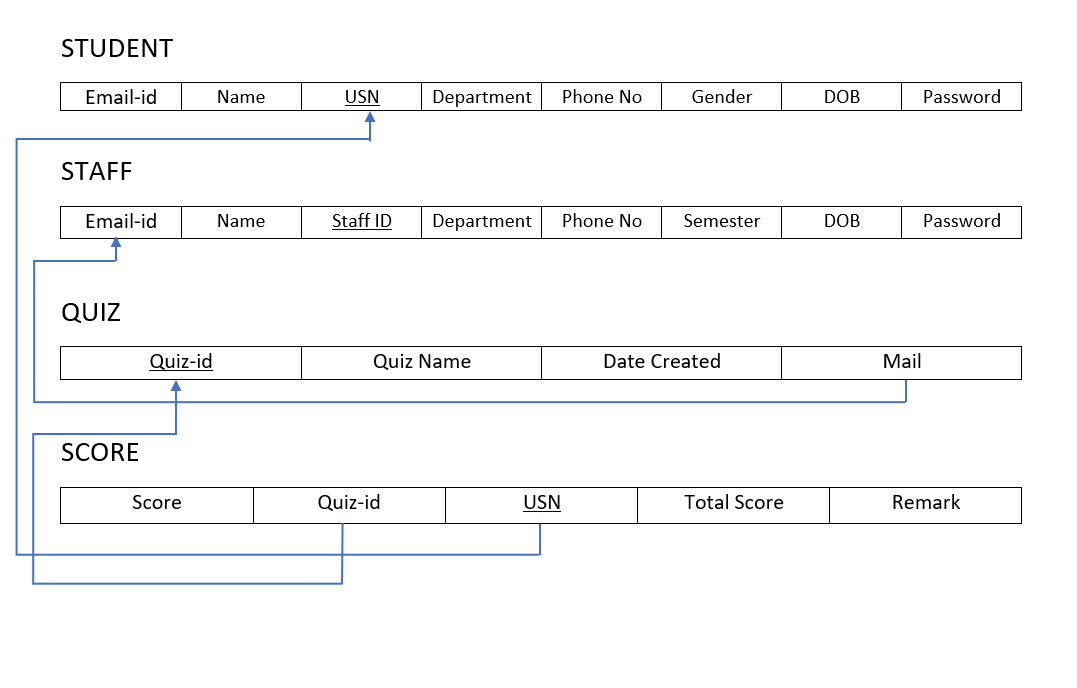 STUDENT
Email-id Name USN Department Phone No Gender DOB Password
STAFF
Email-id Name Staff ID Department Phone No Semester DOB Password
QUIZ
Quiz-id Quiz Name Date Created Mail
SCORE
Score Quiz-id USN Total Score Remark